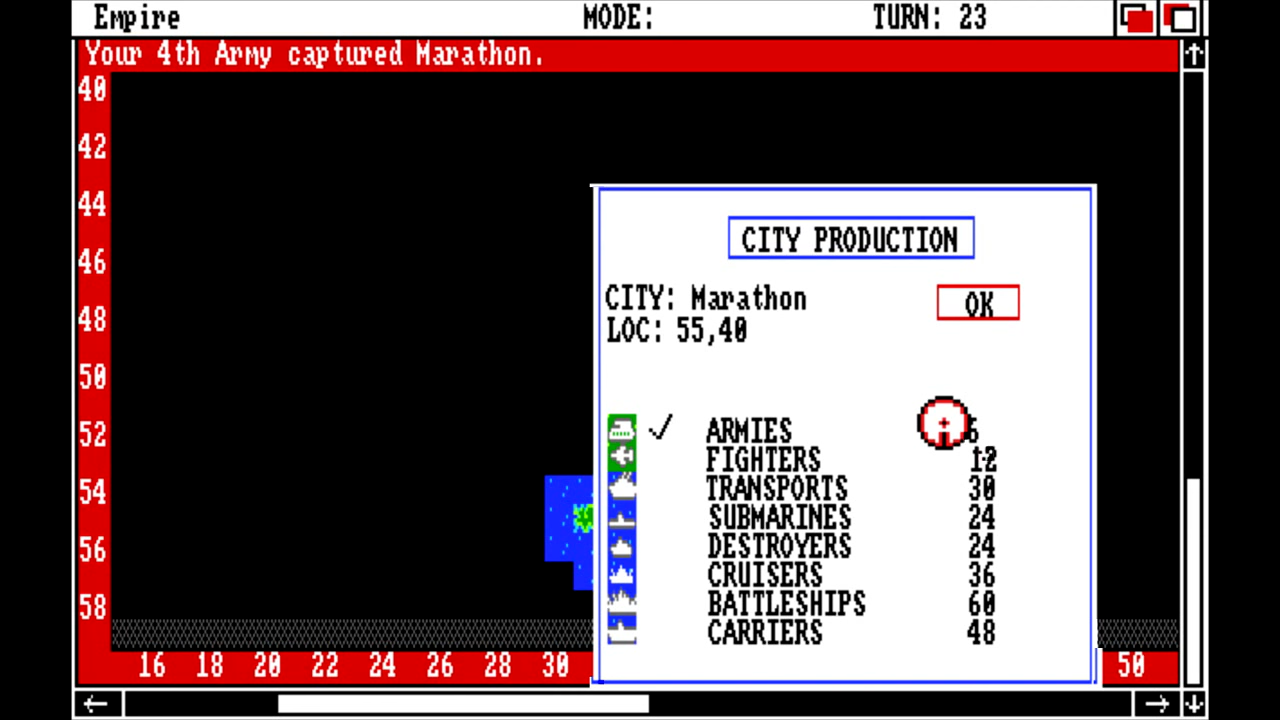 Empire MODE: TURN: 23
Your 4th Army captured Marathon.
40
42
44
46
48
50
52
54
56
58
CITY PRODUCTION
CITY: Marathon OK
LOC: 55,40
ARMIES 6
FIGHTERS 12
TRANSPORTS 30
SUBMARINES 24
DESTROYERS 24
CRUISERS 36
BATTLESHIPS 60
CARRIERS 48
16 18 20 22 24 26 28 30 50